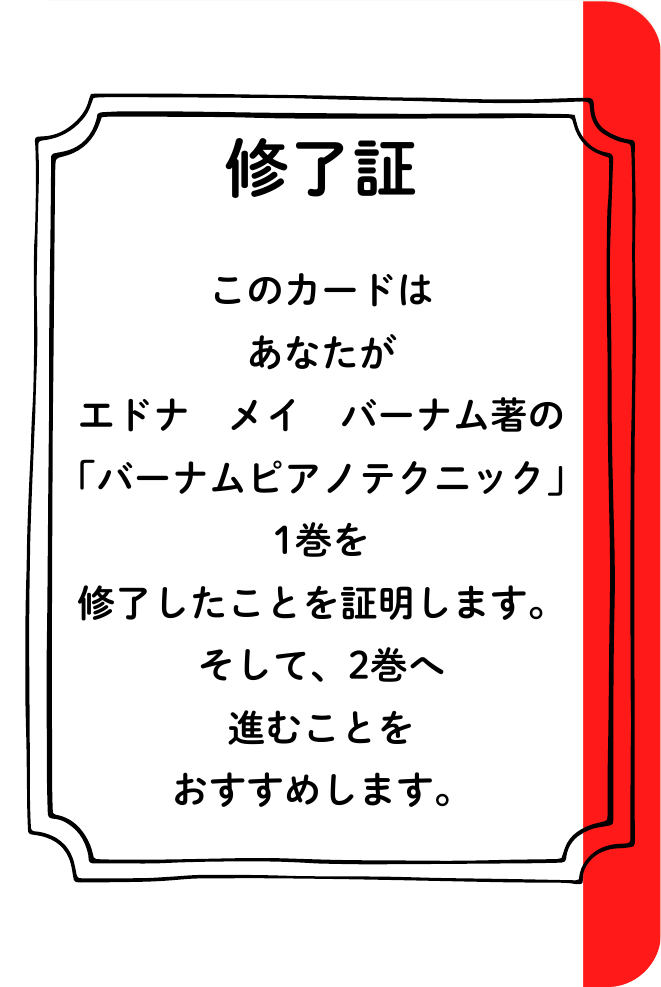 修了証
このカードは
あなたが
エドナ　メイ　バーナム著の
「バーナムピアノテクニック」
1巻を
修了したことを証明します。
そして、2巻へ
進むことを
おすすめします。